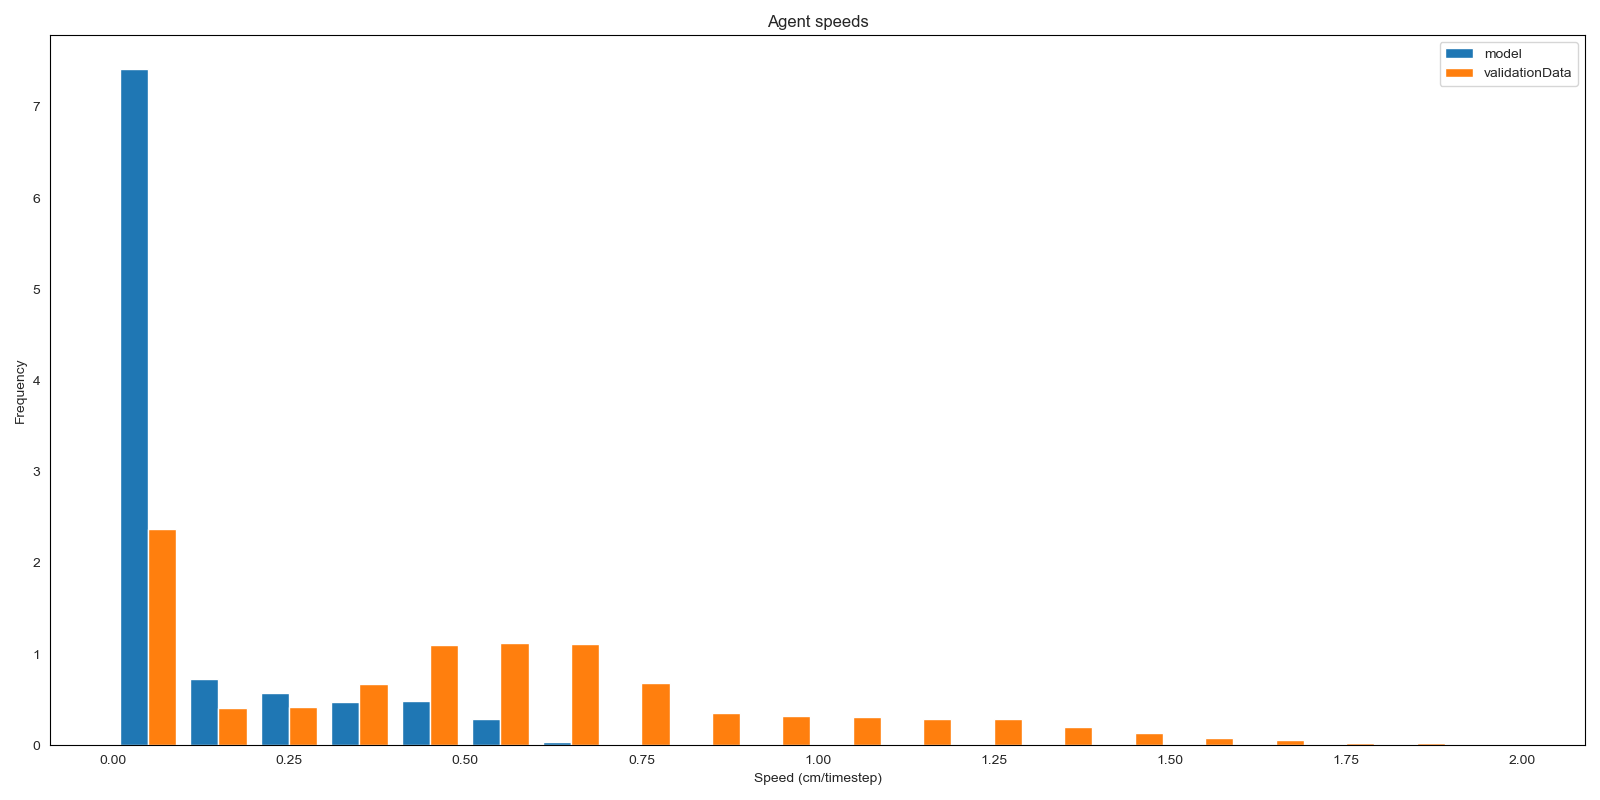 Agent speeds
model
validationData
7
6
5
4
3
2
1
0
Frequency
0.00 0.25 0.50 0.75 1.00 1.25 1.50 1.75 2.00
Speed (cm/timestep)